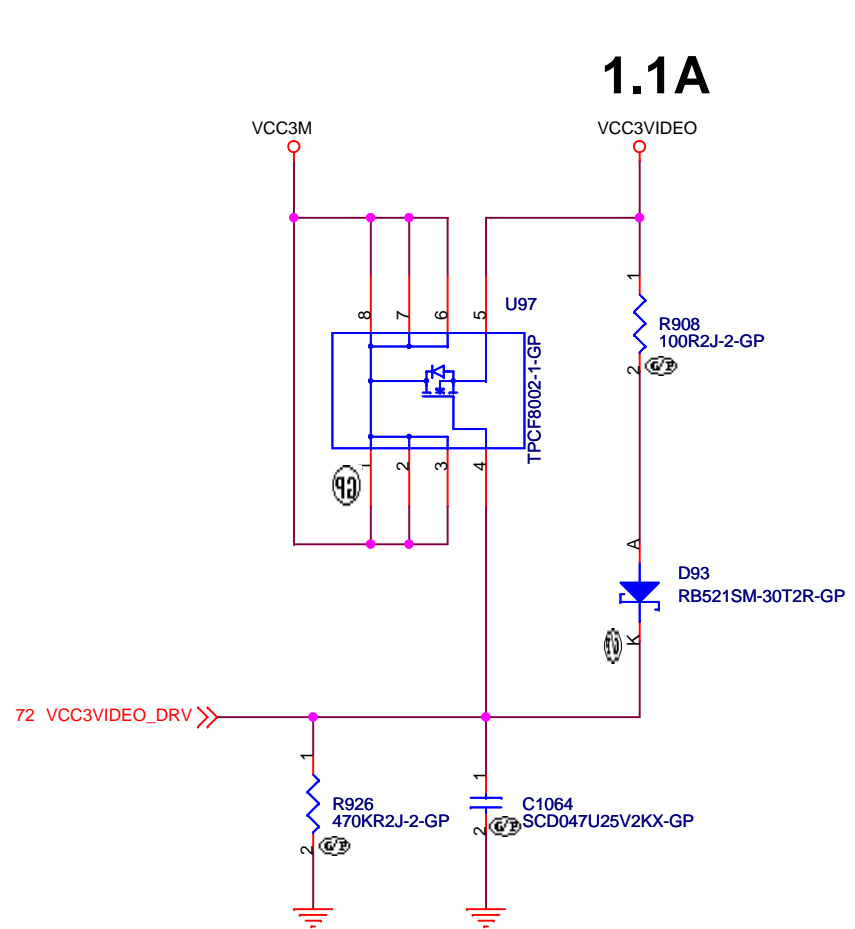 1.1A
VCC3M
VCC3VIDEO
8
7
6
5
U97
TPCF8002-1-GP
1
2
3
4
GP
1
R908
100R2J-2-GP
2
G/P
A
D93
RB521SM-30T2R-GP
K
72 VCC3VIDEO_DRV
1
R926
470KR2J-2-GP
2
G/P
1
C1064
SCD047U25V2KX-GP
2
G/P